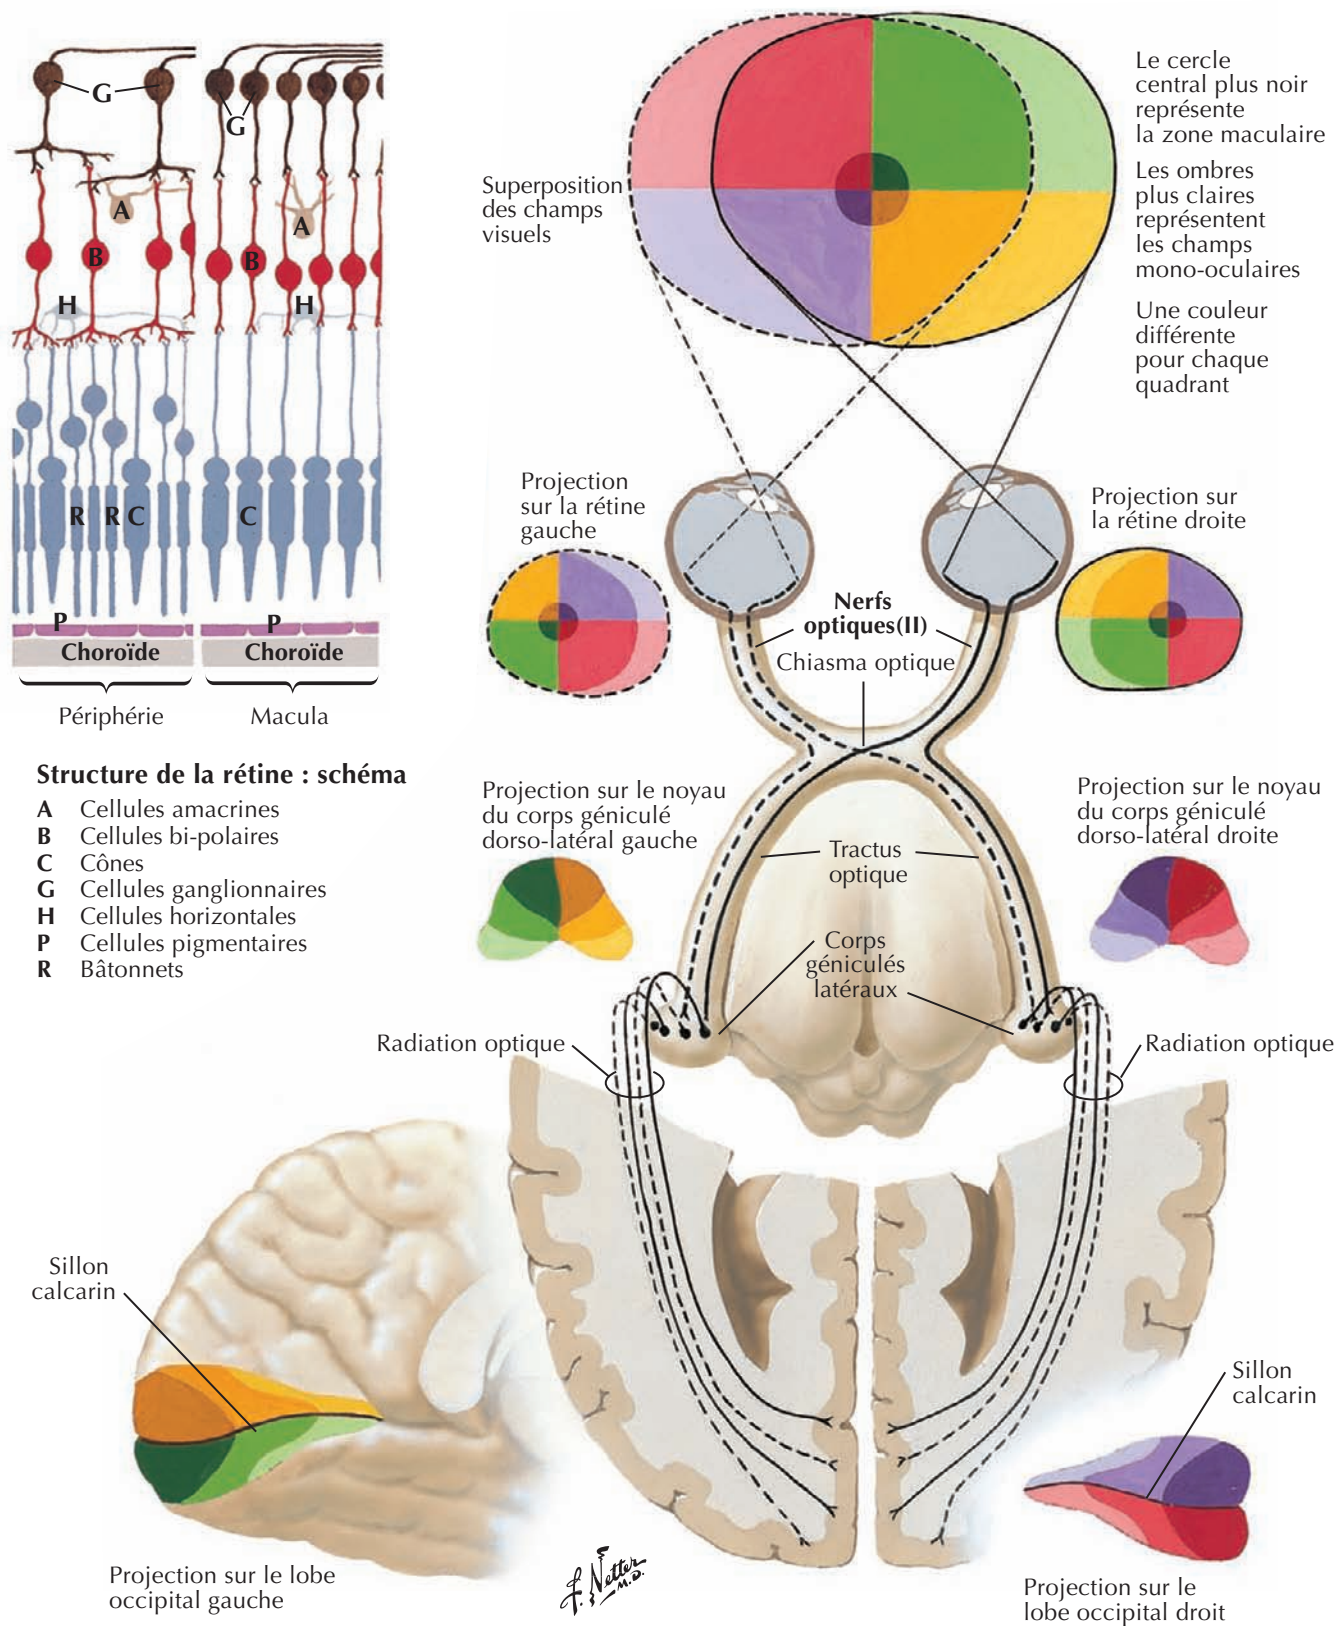 G
G
A
A
B
B
H
H
R
R
C
C
P
P
Choroïde
Choroïde
Périphérie
Macula
Structure de la rétine : schéma
A Cellules amacrines
B Cellules bi-polaires
C Cônes
G Cellules ganglionnaires
H Cellules horizontales
P Cellules pigmentaires
R Bâtonnets
Superposition
des champs
visuels
Le cercle
central plus noir
représente
la zone maculaire
Les ombres
plus claires
représentent
les champs
mono-oculaires
Une couleur
différente
pour chaque
quadrant
Projection
sur la rétine
gauche
Projection sur
la rétine droite
Nerfs
optiques(II)
Chiasma optique
Projection sur le noyau
du corps géniculé
dorso-latéral gauche
Projection sur le noyau
du corps géniculé
dorso-latéral droite
Tractus
optique
Corps
géniculés
latéraux
Radiation optique
Radiation optique
Sillon
calcarin
Sillon
calcarin
Projection sur le lobe
occipital gauche
F. Netter
M.D.
Projection sur le
lobe occipital droit